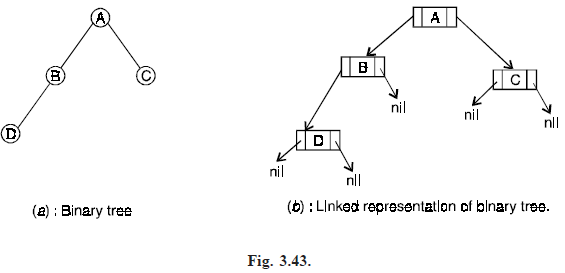 A
B
C
D
A
B
nil
C
nil
nil
D
nil
nil
(a) : Binary tree
(b) : Linked representation of binary tree.
Fig. 3.43.